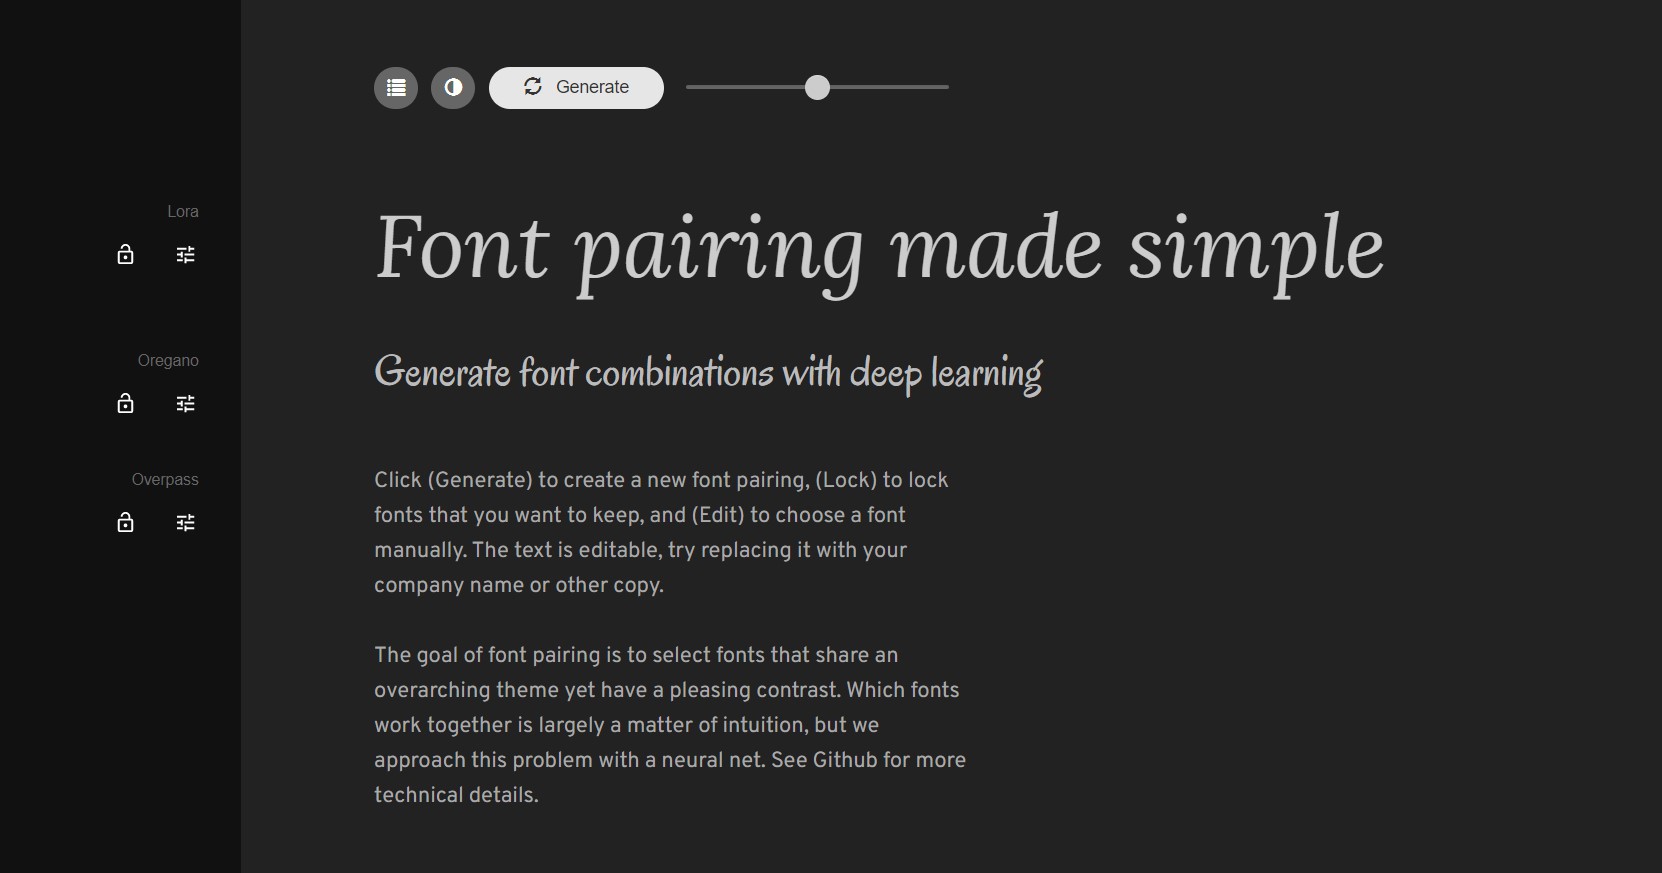 Generate
Lora
Font pairing made simple
Oregano
Generate font combinations with deep learning
Overpass
Click (Generate) to create a new font pairing, (Lock) to lock
fonts that you want to keep, and (Edit) to choose a font
manually. The text is editable, try replacing it with your
company name or other copy.
The goal of font pairing is to select fonts that share an
overarching theme yet have a pleasing contrast. Which fonts
work together is largely a matter of intuition, but we
approach this problem with a neural net. See Github for more
technical details.